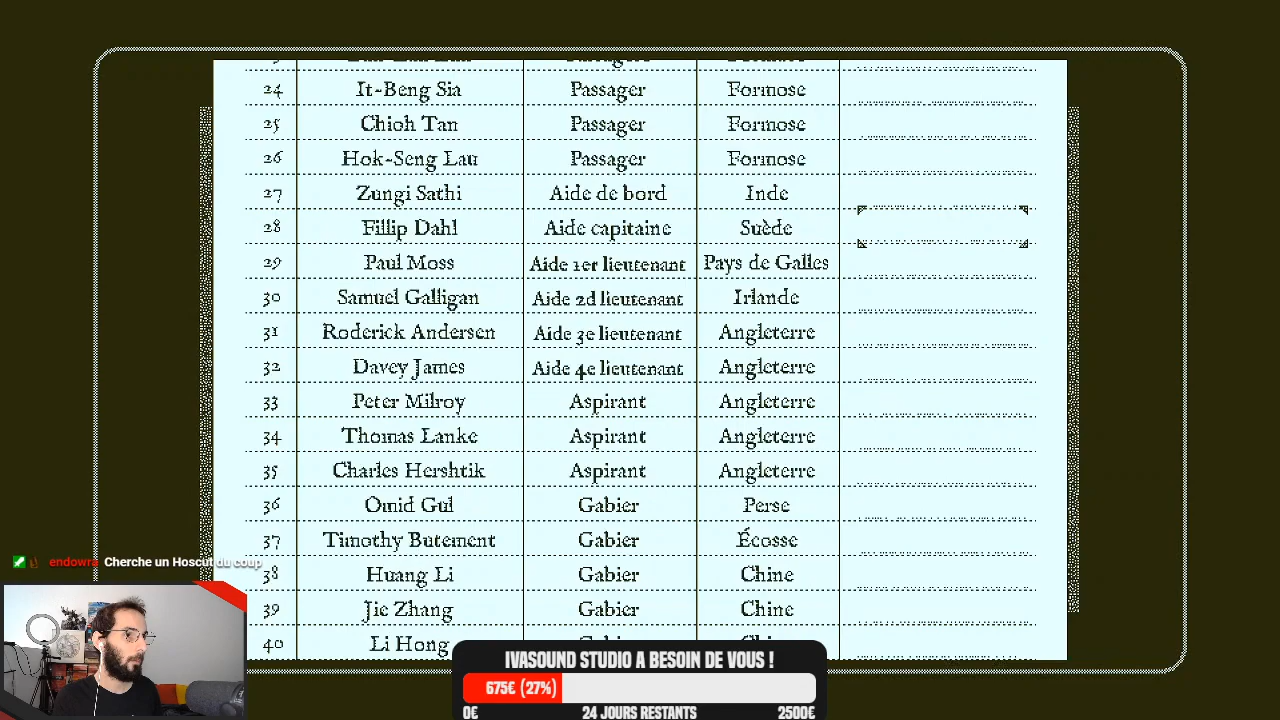 24 It-Beng Sia Passager Formose
25 Chioh Tan Passager Formose
26 Hok-Seng Lau Passager Formose
27 Zungi Sathi Aide de bord Inde
28 Fillip Dahl Aide capitaine Suède
29 Paul Moss Aide 1er lieutenant Pays de Galles
30 Samuel Galligan Aide 2d lieutenant Irlande
31 Roderick Andersen Aide 3e lieutenant Angleterre
32 Davey James Aide 4e lieutenant Angleterre
33 Peter Milroy Aspirant Angleterre
34 Thomas Lanke Aspirant Angleterre
35 Charles Hershtik Aspirant Angleterre
36 Omid Gul Gabier Perse
37 Timothy Butement Gabier Écosse
38 Huang Li Gabier Chine
39 Jie Zhang Gabier Chine
40 Li Hong
endowra Cherche un Hoscut du coup
IVASOUND STUDIO A BESOIN DE VOUS !
675€ (27%)
0€ 24 JOURS RESTANTS 2500€